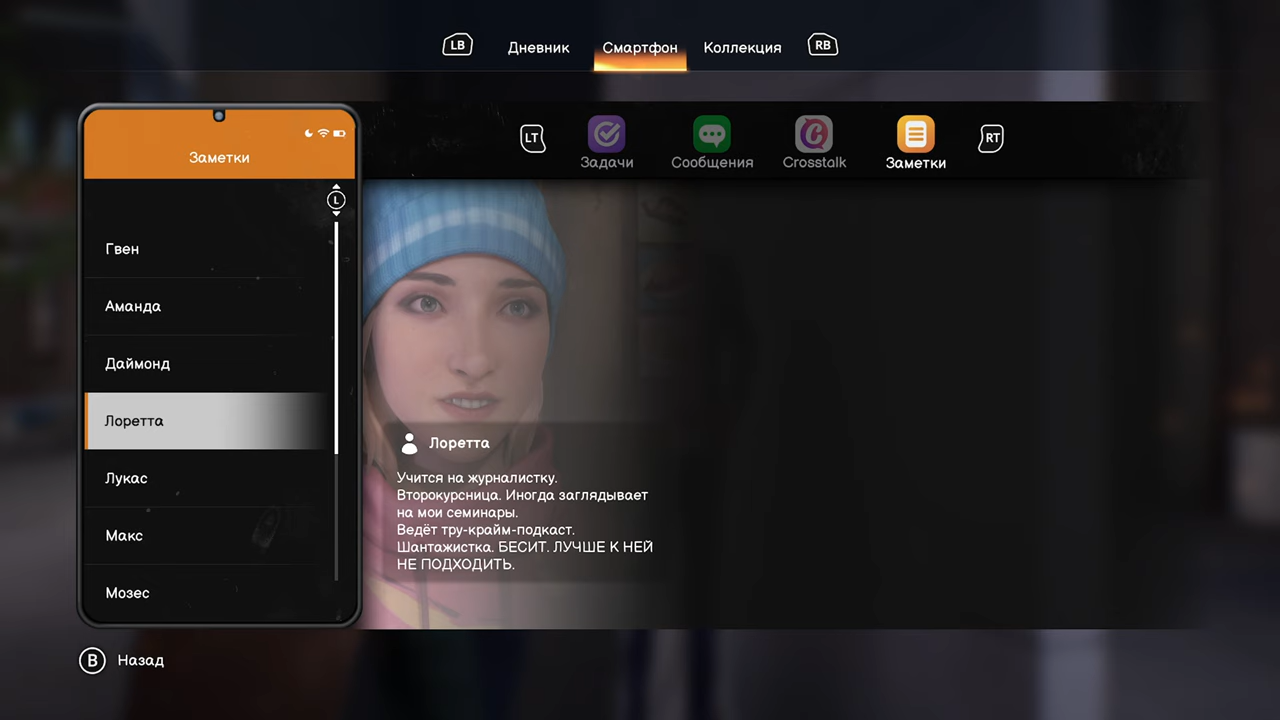 LB
Дневник
Смартфон
Коллекция
RB
Заметки
L
Гвен
Аманда
Даймонд
Лоретта
Лукас
Макс
Мозес
LT
Задачи
Сообщения
Crosstalk
Заметки
RT
Лоретта
Учится на журналистку.
Второкурсница. Иногда заглядывает
на мои семинары.
Ведёт тру-крайм-подкаст.
Шантажистка. БЕСИТ. ЛУЧШЕ К НЕЙ
НЕ ПОДХОДИТЬ.
B Назад